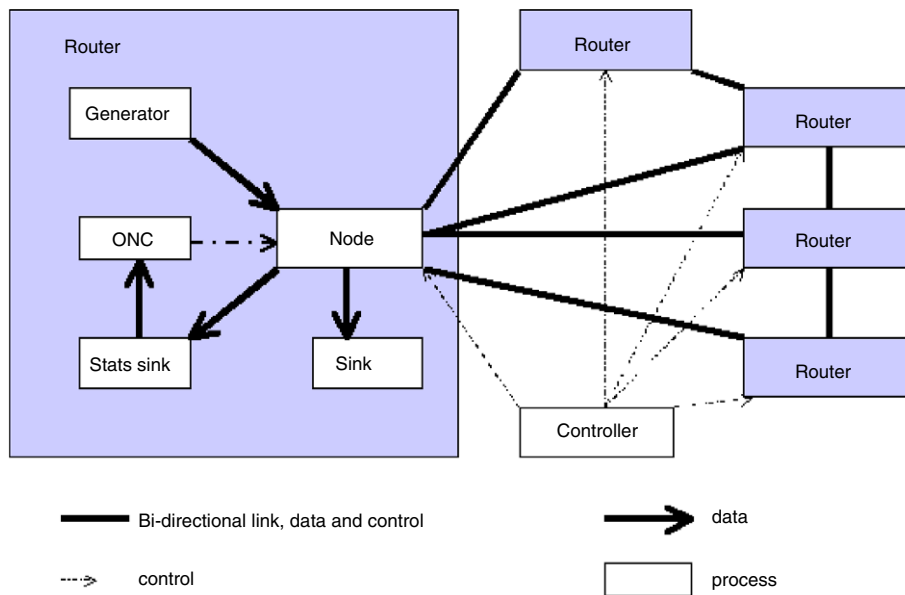 Router
Router
Generator
Router
ONC
Node
Router
Stats sink
Sink
Router
Controller
Bi-directional link, data and control
data
control
process